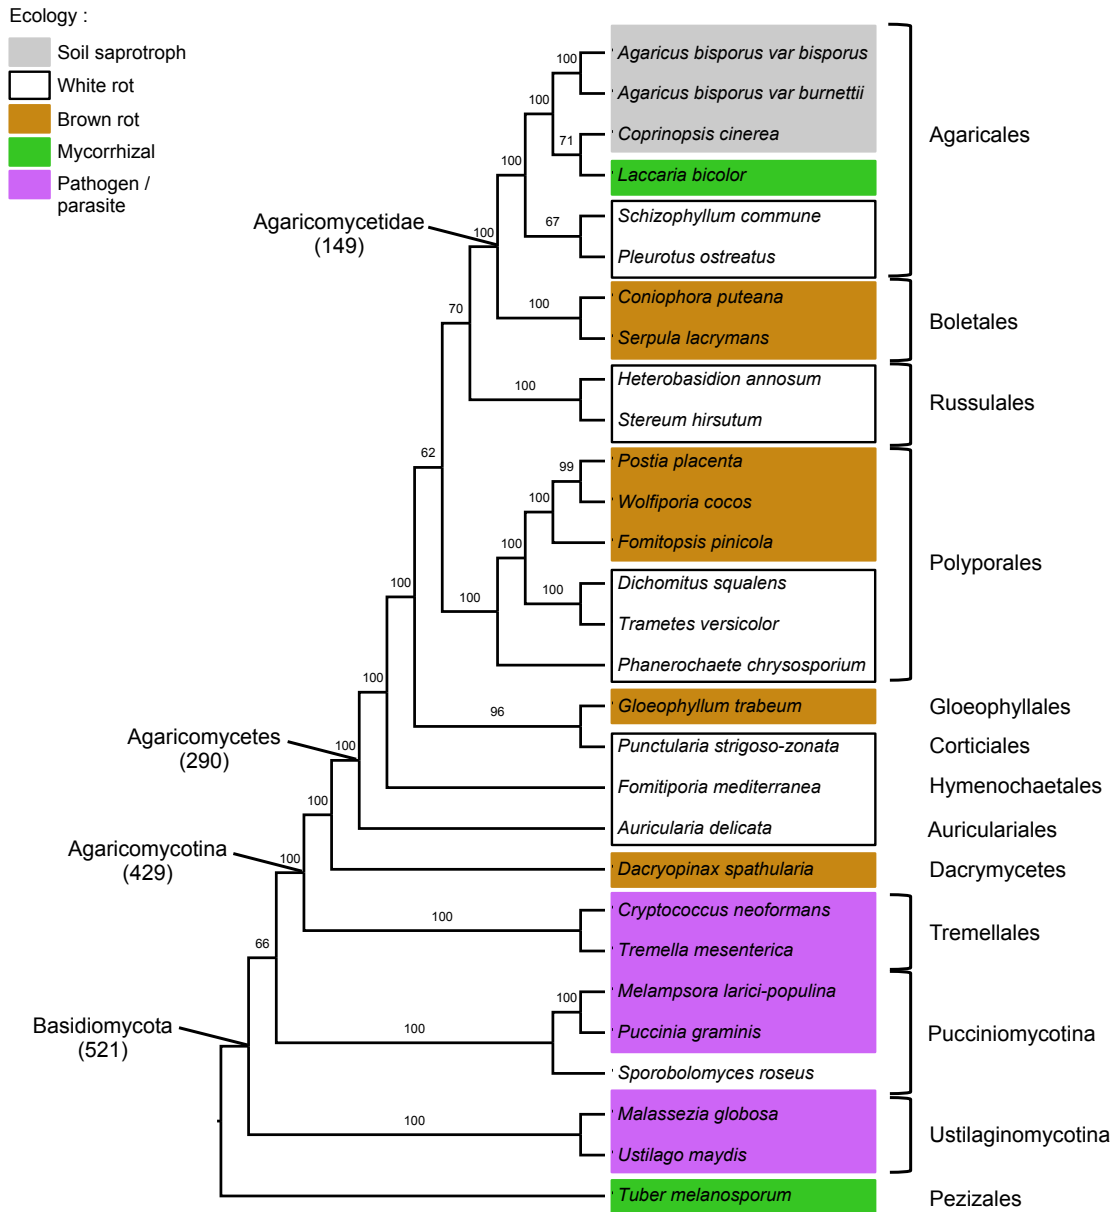 Ecology :
Soil saprotroph
White rot
Brown rot
Mycorrhizal
Pathogen /
parasite
100
Agaricus bisporus var bisporus
Agaricus bisporus var burnettii
100
Coprinopsis cinerea
71
Agaricales
100
Laccaria bicolor
Schizophyllum commune
67
Agaricomycetidae
(149)
100
Pleurotus ostreatus
Coniophora puteana
100
Boletales
70
Serpula lacrymans
Heterobasidion annosum
100
Russulales
Stereum hirsutum
62
Postia placenta
99
Wolfiporia cocos
100
Fomitopsis pinicola
100
Polyporales
100
Dichomitus squalens
100
100
Trametes versicolor
Phanerochaete chrysosporium
96
Gloeophyllum trabeum
Gloeophyllales
100
Agaricomycetes
(290)
100
Punctularia strigoso-zonata
Corticiales
Fomitiporia mediterranea
Hymenochaetales
100
Auricularia delicata
Auriculariales
Agaricomycotina
(429)
100
Dacryopinax spathularia
Dacrymycetes
Cryptococcus neoformans
100
Tremellales
66
Tremella mesenterica
Melampsora larici-populina
100
Basidiomycota
(521)
100
Puccinia graminis
Pucciniomycotina
Sporobolomyces roseus
Malassezia globosa
100
Ustilaginomycotina
Ustilago maydis
Tuber melanosporum
Pezizales